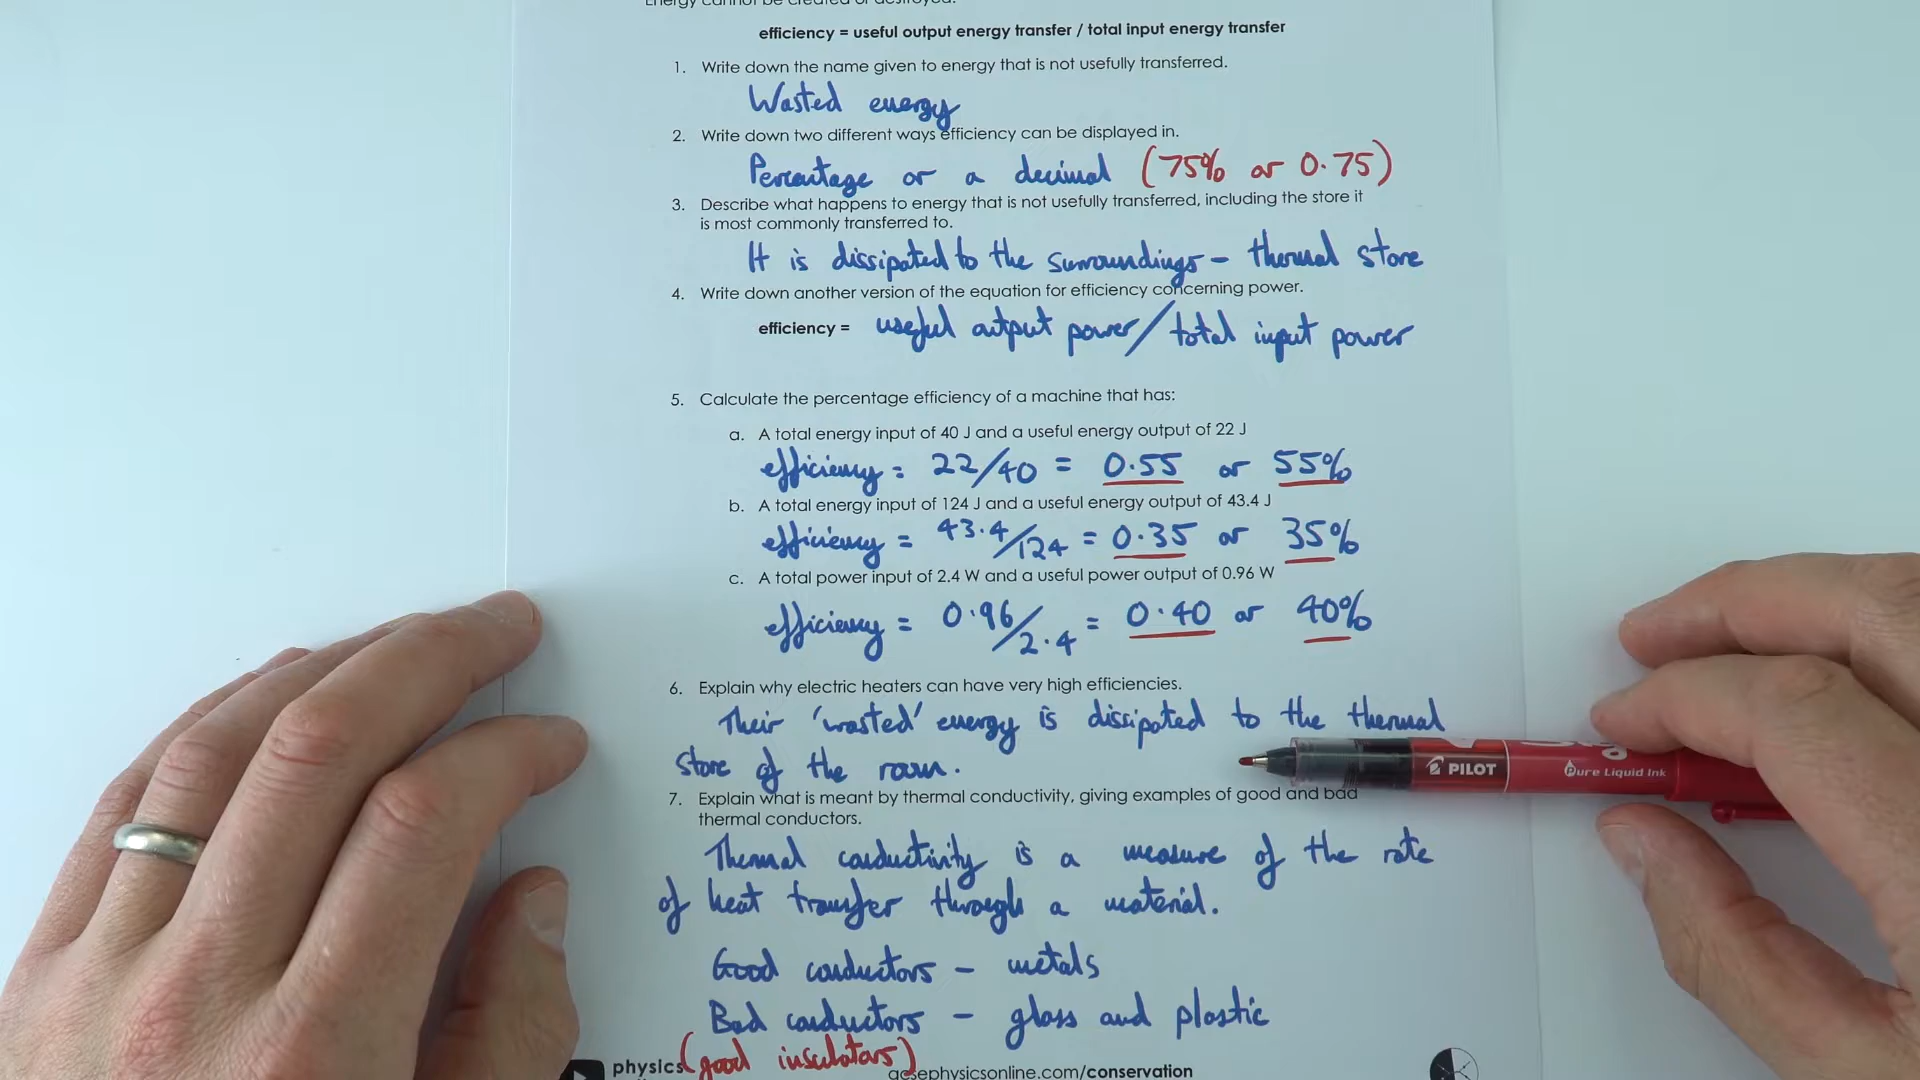 Energy cannot be created or destroyed.
efficiency = useful output energy transfer / total input energy transfer
1. Write down the name given to energy that is not usefully transferred.
Wasted energy
2. Write down two different ways efficiency can be displayed in.
Percentage or a decimal (75% or 0.75)
3. Describe what happens to energy that is not usefully transferred, including the store it
is most commonly transferred to.
It is dissipated to the surroundings - thermal store
4. Write down another version of the equation for efficiency concerning power.
efficiency = useful output power/total input power
5. Calculate the percentage efficiency of a machine that has:
a. A total energy input of 40 J and a useful energy output of 22 J
efficiency = 22/40 = 0.55 or 55%
b. A total energy input of 124 J and a useful energy output of 43.4 J
efficiency = 43.4/124 = 0.35 or 35%
c. A total power input of 2.4 W and a useful power output of 0.96 W
efficiency = 0.96/2.4 = 0.40 or 40%
6. Explain why electric heaters can have very high efficiencies.
Their 'wasted' energy is dissipated to the thermal
store of the room.
PILOT Pure Liquid Ink
7. Explain what is meant by thermal conductivity, giving examples of good and bad
thermal conductors.
Thermal conductivity is a measure of the rate
of heat transfer through a material.
Good conductors - metals
Bad conductors - glass and plastic
(good insulators)
physics
gcsephysicsonline.com/conservation